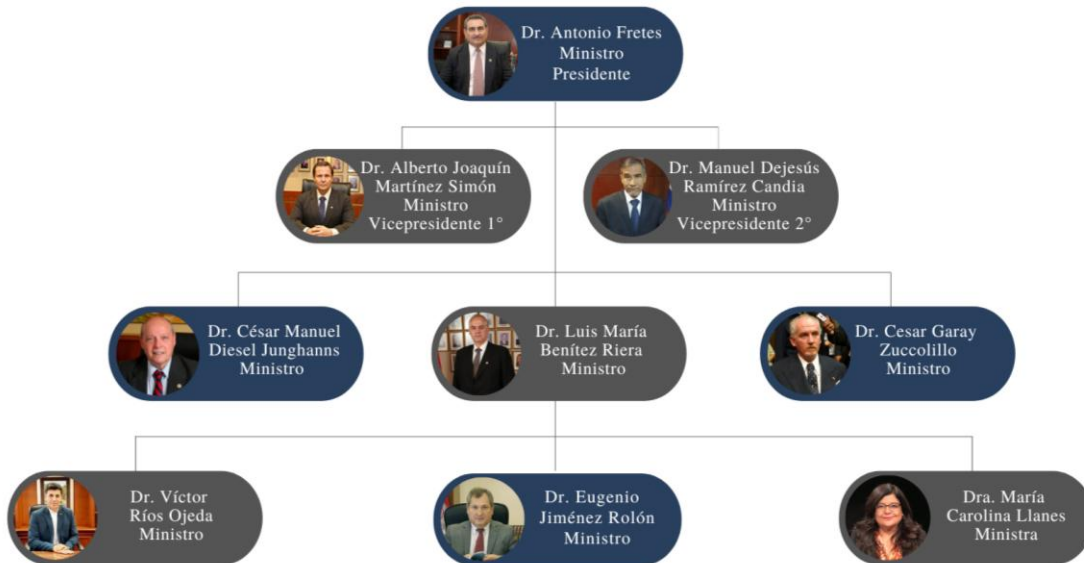 Dr. Antonio Fretes
Ministro
Presidente
Dr. Alberto Joaquín
Martínez Simón
Ministro
Vicepresidente 1°
Dr. Manuel Dejesús
Ramírez Candia
Ministro
Vicepresidente 2°
Dr. César Manuel
Diesel Junghanns
Ministro
Dr. Luis María
Benítez Riera
Ministro
Dr. Cesar Garay
Zuccolillo
Ministro
Dr. Víctor
Ríos Ojeda
Ministro
Dr. Eugenio
Jiménez Rolón
Ministro
Dra. María
Carolina Llanes
Ministra